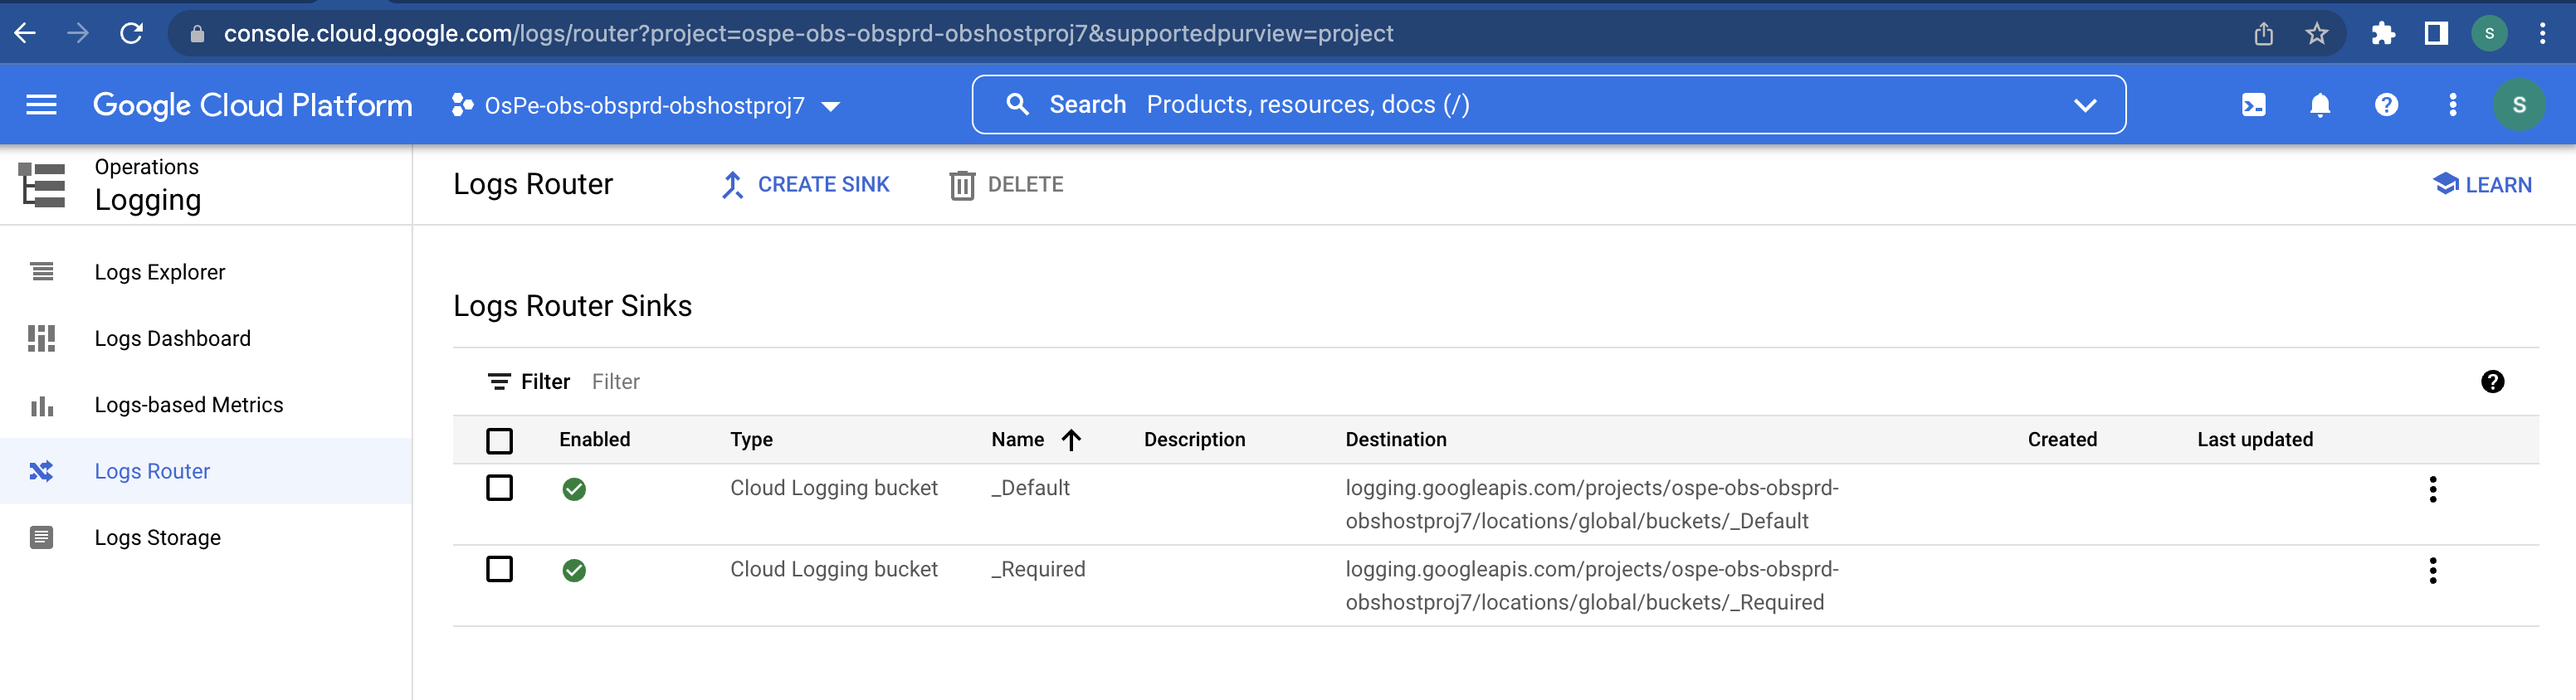 console.cloud.google.com/logs/router?project=ospe-obs-obsprd-obshostproj7&supportedpurview=project
S
Google Cloud Platform
OsPe-obs-obsprd-obshostproj7
Search Products, resources, docs (/)
S
Operations
Logging
Logs Router
CREATE SINK
DELETE
LEARN
Logs Explorer
Logs Dashboard
Logs-based Metrics
Logs Router
Logs Storage
Logs Router Sinks
Filter Filter
Enabled Type Name Description Destination Created Last updated
Cloud Logging bucket _Default logging.googleapis.com/projects/ospe-obs-obsprd-
obshostproj7/locations/global/buckets/_Default
Cloud Logging bucket _Required logging.googleapis.com/projects/ospe-obs-obsprd-
obshostproj7/locations/global/buckets/_Required